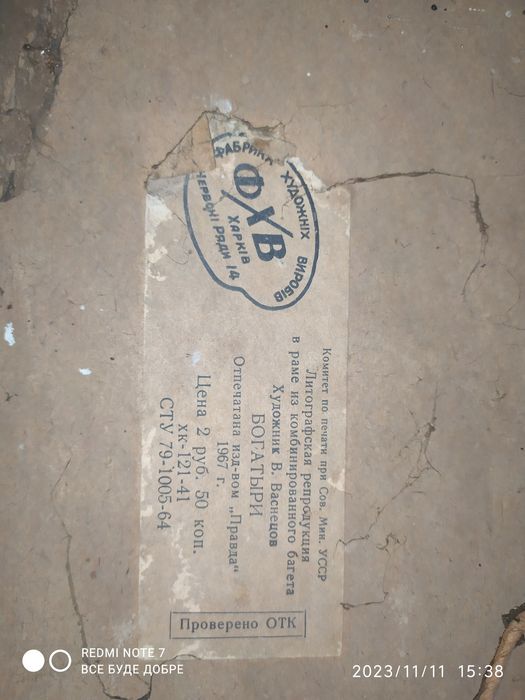 ФАБРИКА ХУДОЖНІХ ВИРОБІВ
ФХВ
ХАРКІВ
ЧЕРВОНІ РЯДИ 14
Комитет по печати при Сов. Мин. УССР
Литографская репродукция
в раме из комбинированного багета
Художник В. Васнецов
БОГАТЫРИ
Отпечатана изд-вом „Правда“
1967 г.
Цена 2 руб. 50 коп.
хк-121-41
СТУ 79-1005-64
Проверено ОТК
REDMI NOTE 7
ВСЕ БУДЕ ДОБРЕ
2023/11/11 15:38